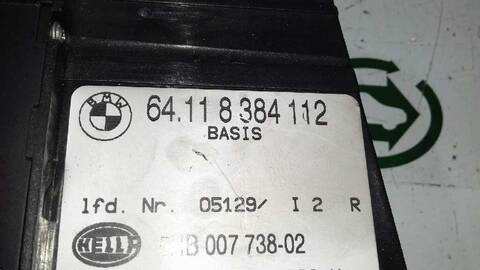 BMW
64.11 8 384 112
BASIS
lfd. Nr. 05129/ I 2 R
HELLA
007 738-02